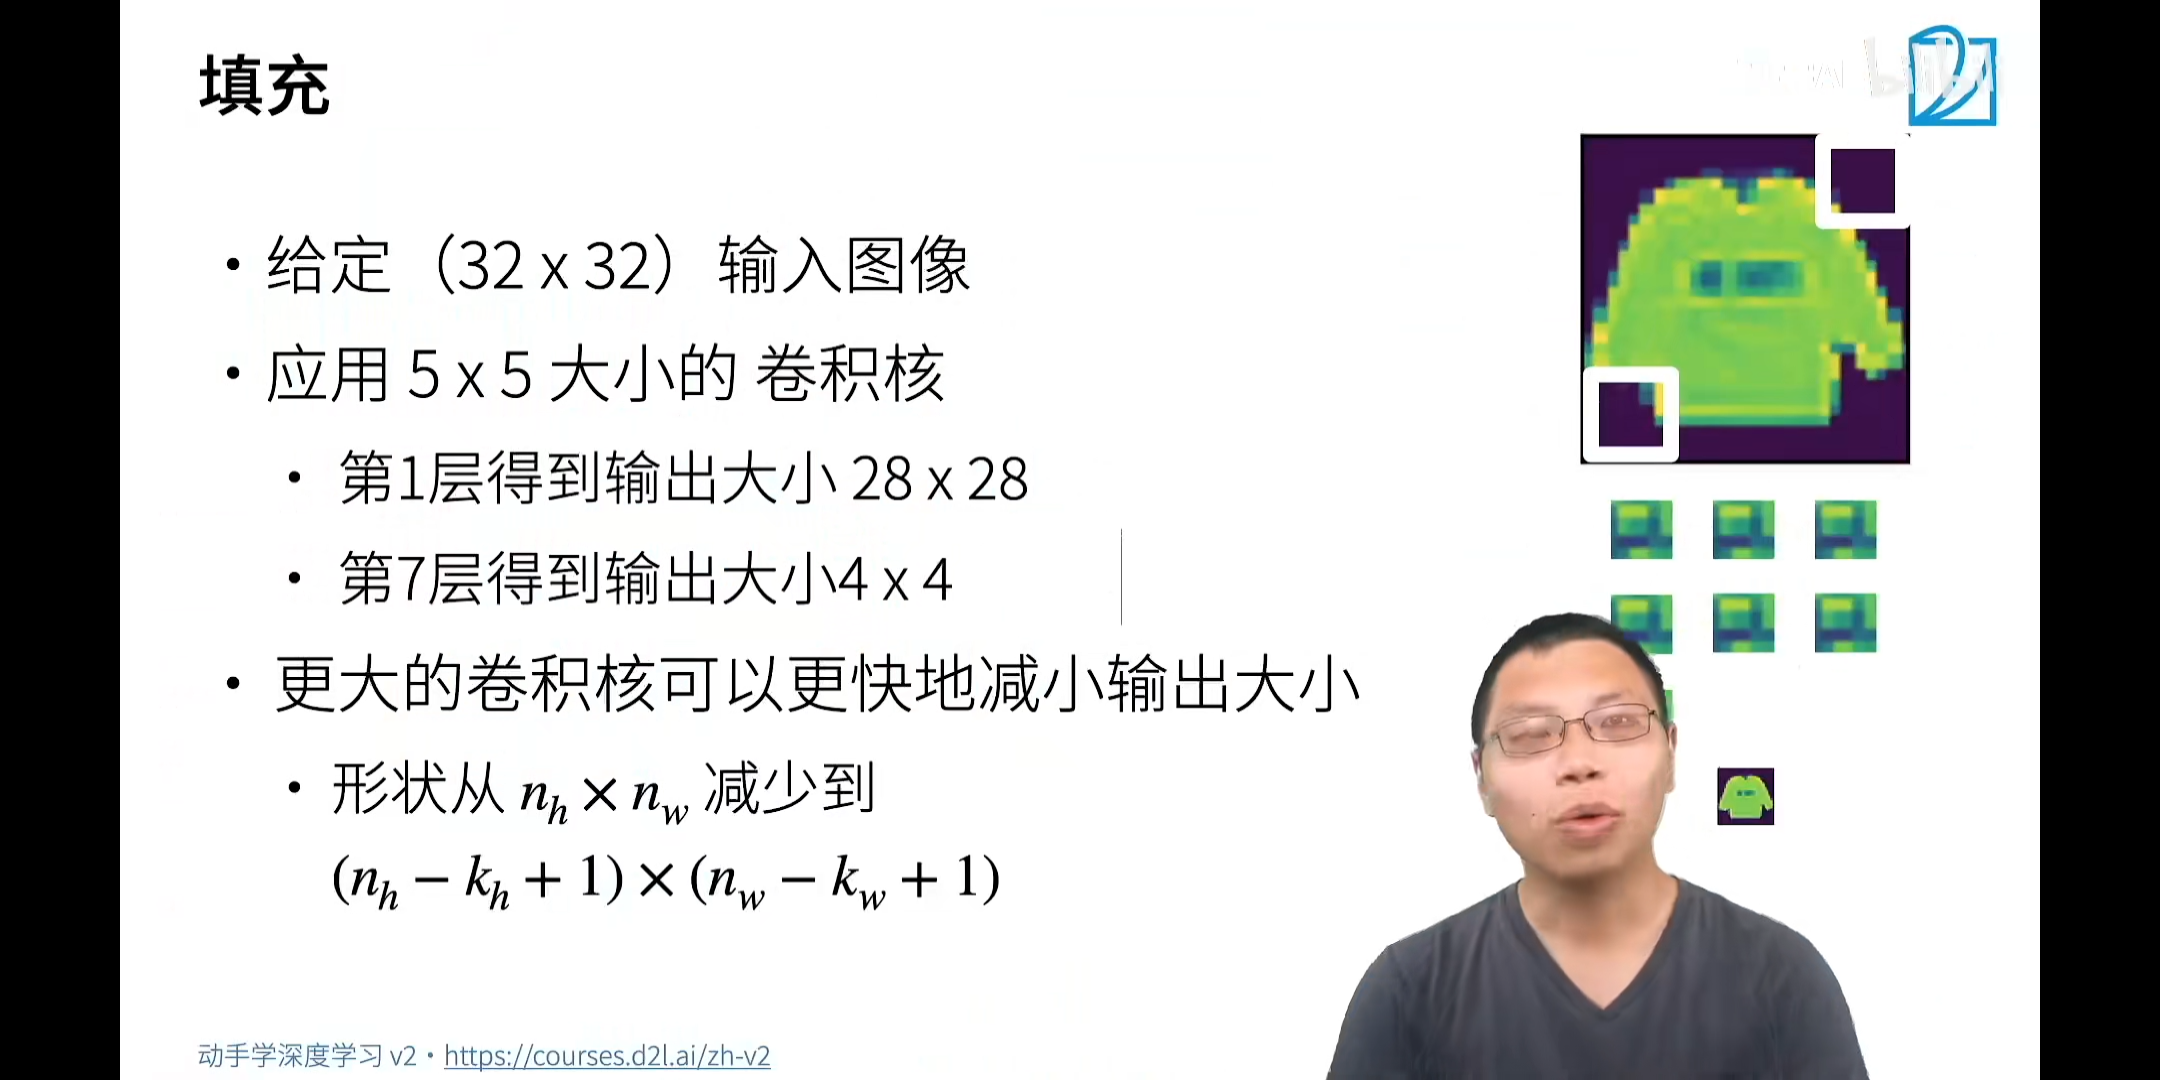 填充
• 给定（32 x 32）输入图像
• 应用 5 x 5 大小的 卷积核
• 第1层得到输出大小 28 x 28
• 第7层得到输出大小4 x 4
• 更大的卷积核可以更快地减小输出大小
• 形状从 n_h × n_w 减少到
(n_h − k_h + 1) × (n_w − k_w + 1)
动手学深度学习 v2 • https://courses.d2l.ai/zh-v2
bilibili